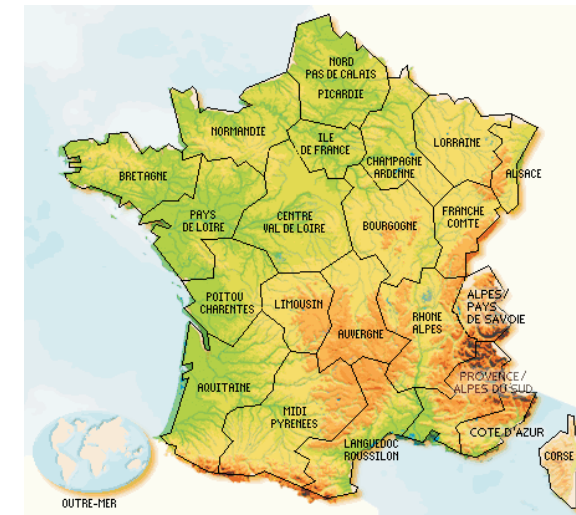 NORD
PAS DE CALAIS
PICARDIE
NORMANDIE
ILE
DE FRANCE
LORRAINE
CHAMPAGNE
ARDENNE
ALSACE
BRETAGNE
PAYS
DE LOIRE
CENTRE
VAL DE LOIRE
BOURGOGNE
FRANCHE
COMTE
POITOU
CHARENTES
LIMOUSIN
AUVERGNE
RHONE
ALPES
ALPES/
PAYS
DE SAVOIE
PROVENCE/
ALPES DU SUD
AQUITAINE
MIDI
PYRENEES
LANGUEDOC
ROUSSILON
COTE D'AZUR
CORSE
OUTRE-MER